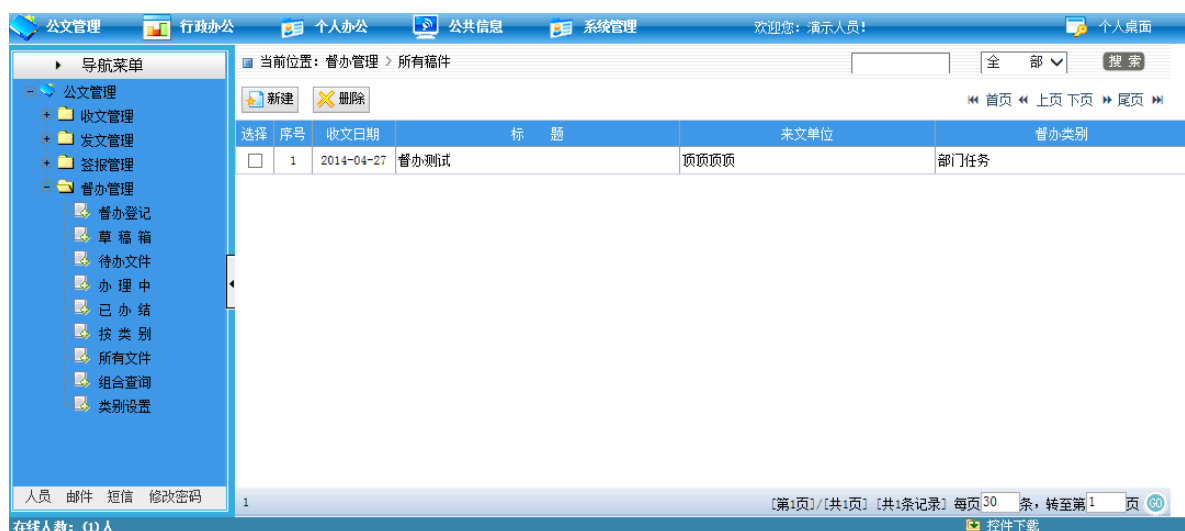 公文管理 行政办公 个人办公 公共信息 系统管理 欢迎您：演示人员！ 个人桌面
导航菜单
公文管理
收文管理
发文管理
签报管理
督办管理
督办登记
草 稿 箱
待办文件
办 理 中
已 办 结
按 类 别
所有文件
组合查询
类别设置
人员 邮件 短信 修改密码
当前位置：督办管理 > 所有稿件 全 部 搜 索
新建 删除 首页 上页 下页 尾页
选择 序号 收文日期 标 题 来文单位 督办类别
1 2014-04-27 督办测试 顶顶顶顶 部门任务
1 [第1页]/[共1页] [共1条记录] 每页30 条，转至第1 页 GO
在线人数：(1)人 控件下载